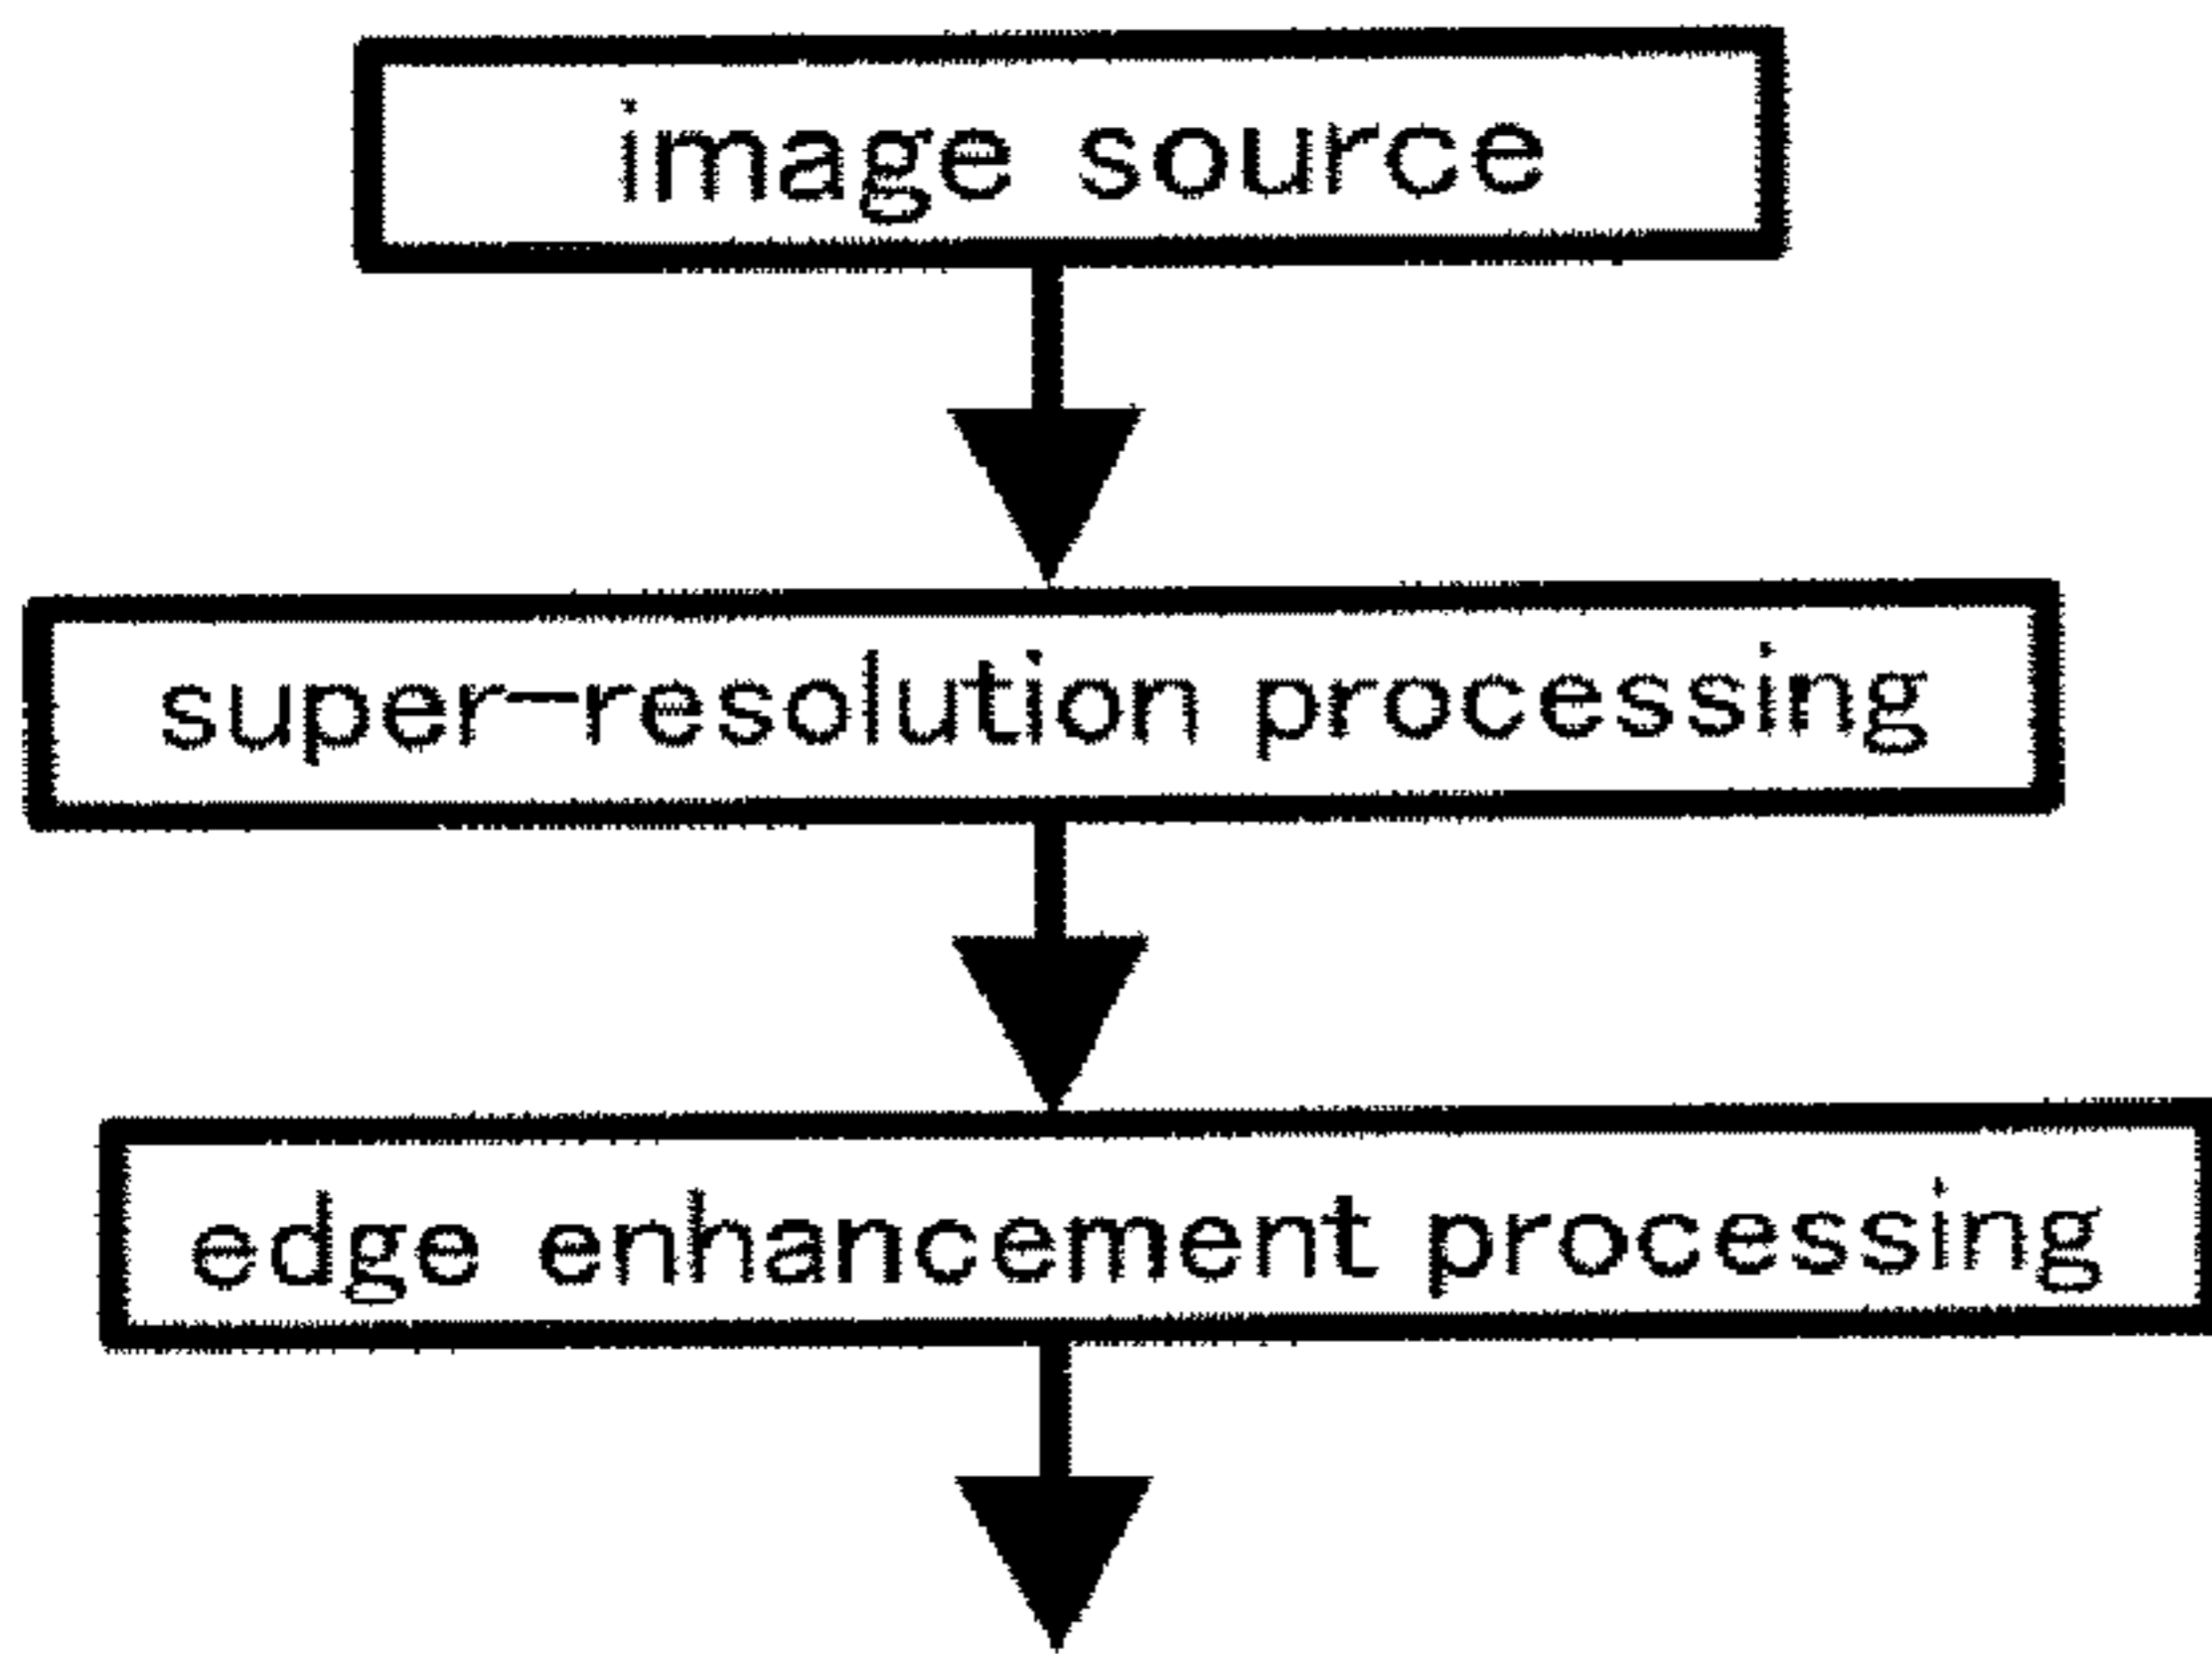 image source
super-resolution processing
edge enhancement processing